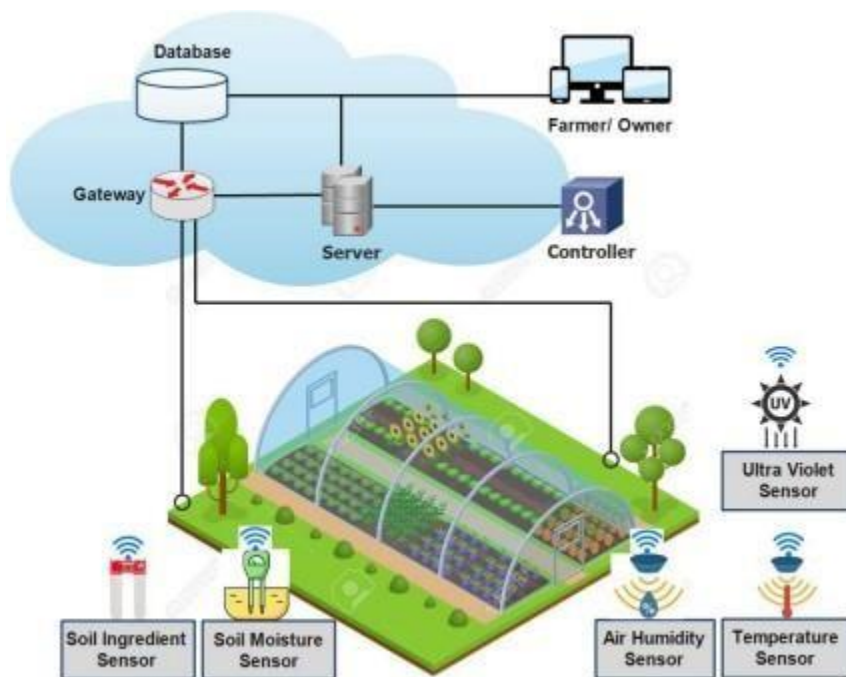 Database
Farmer/ Owner
Gateway
Server
Controller
UV
Ultra Violet
Sensor
%
Soil Ingredient
Sensor
Soil Moisture
Sensor
Air Humidity
Sensor
Temperature
Sensor